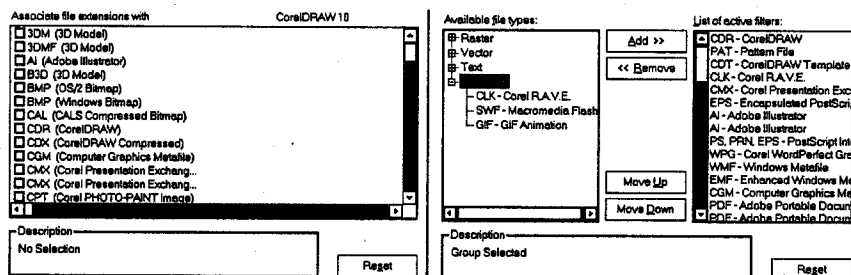 Associate file extensions with CorelDRAW 10
3DM (3D Model)
3DMF (3D Model)
AI (Adobe Illustrator)
B3D (3D Model)
BMP (OS/2 Bitmap)
BMP (Windows Bitmap)
CAL (CALS Compressed Bitmap)
CDR (CorelDRAW)
CDX (CorelDRAW Compressed)
CGM (Computer Graphics Metafile)
CMX (Corel Presentation Exchang...
CMX (Corel Presentation Exchang...
CPT (Corel PHOTO-PAINT Image)
Description
No Selection
Reset
Available file types:
Raster
Vector
Text
CLK - Corel R.A.V.E.
SWF - Macromedia Flash
GIF - GIF Animation
Add >>
<< Remove
Move Up
Move Down
List of active filters:
CDR - CorelDRAW
PAT - Pattern File
CDT - CorelDRAW Template
CLK - Corel R.A.V.E.
CMX - Corel Presentation Exc
EPS - Encapsulated PostScri
AI - Adobe Illustrator
AI - Adobe Illustrator
PS, PRN, EPS - PostScript Int
WPG - Corel WordPerfect Gra
WMF - Windows Metafile
EMF - Enhanced Windows Me
CGM - Computer Graphics Me
PDF - Adobe Portable Docum
PDF - Adobe Portable Docum
Description
Group Selected
Reset